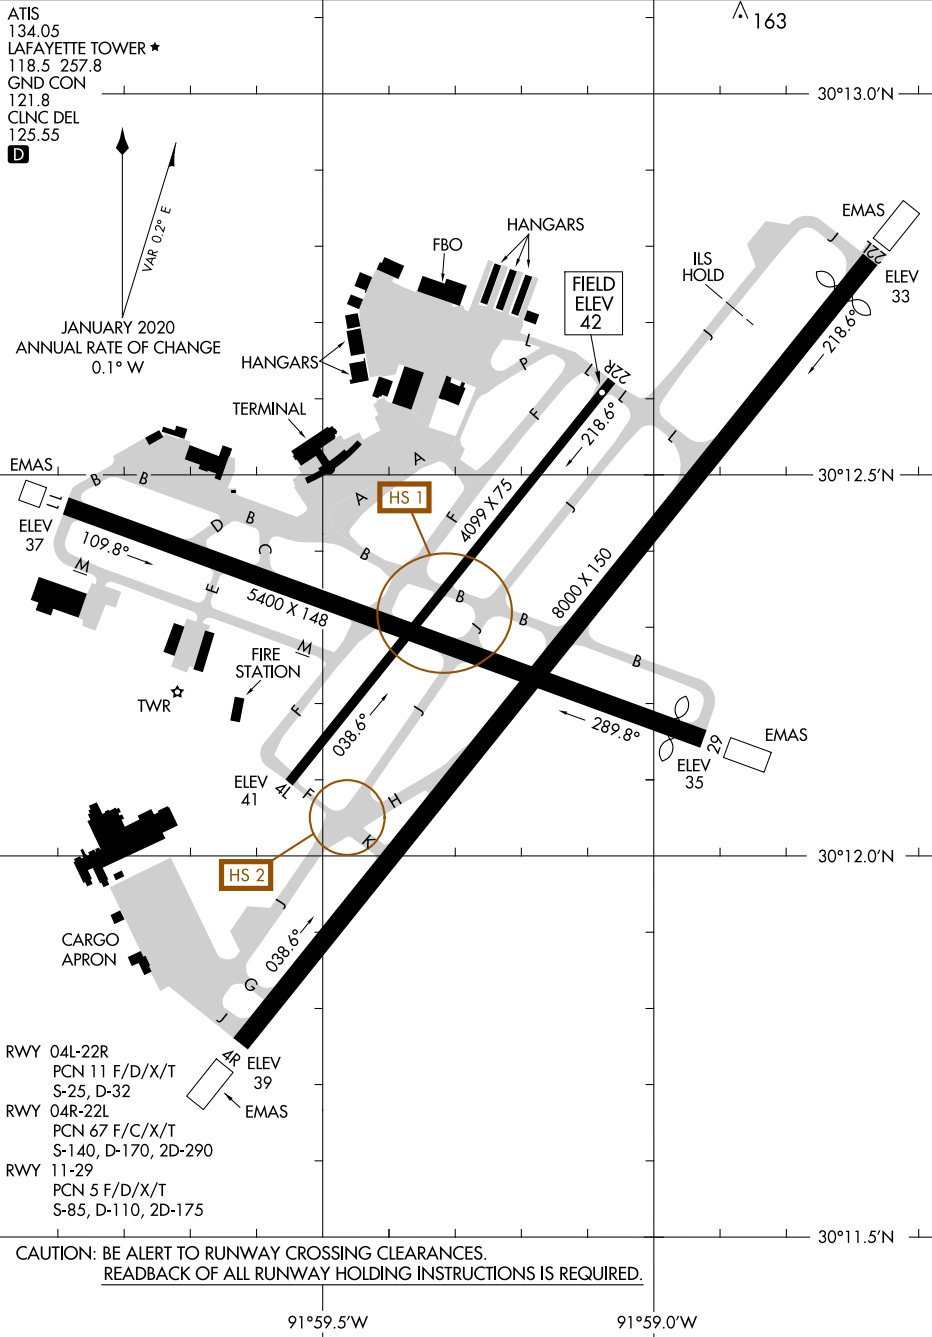 ATIS
134.05
LAFAYETTE TOWER
118.5 257.8
GND CON
121.8
CLNC DEL
125.55
D
163
30°13.0'N
VAR 0.2° E
JANUARY 2020
ANNUAL RATE OF CHANGE
0.1° W
HANGARS
FBO
HANGARS
TERMINAL
FIELD
ELEV
42
ILS
HOLD
EMAS
J
22L
ELEV
33
218.6°
J
L
P
L
22R
L
F
218.6°
L
A
A
F
4099 X 75
J
30°12.5'N
EMAS
11
ELEV
37
B
B
D
B
C
B
HS 1
109.8°
M
E
5400 X 148
B
J
B
8000 X 150
B
M
FIRE
STATION
TWR
F
038.6°
J
289.8°
29
EMAS
ELEV
35
ELEV
41
4L
F
H
K
HS 2
30°12.0'N
J
CARGO
APRON
038.6°
G
J
4R
ELEV
39
EMAS
RWY 04L-22R
PCN 11 F/D/X/T
S-25, D-32
RWY 04R-22L
PCN 67 F/C/X/T
S-140, D-170, 2D-290
RWY 11-29
PCN 5 F/D/X/T
S-85, D-110, 2D-175
30°11.5'N
CAUTION: BE ALERT TO RUNWAY CROSSING CLEARANCES.
READBACK OF ALL RUNWAY HOLDING INSTRUCTIONS IS REQUIRED.
91°59.5'W
91°59.0'W